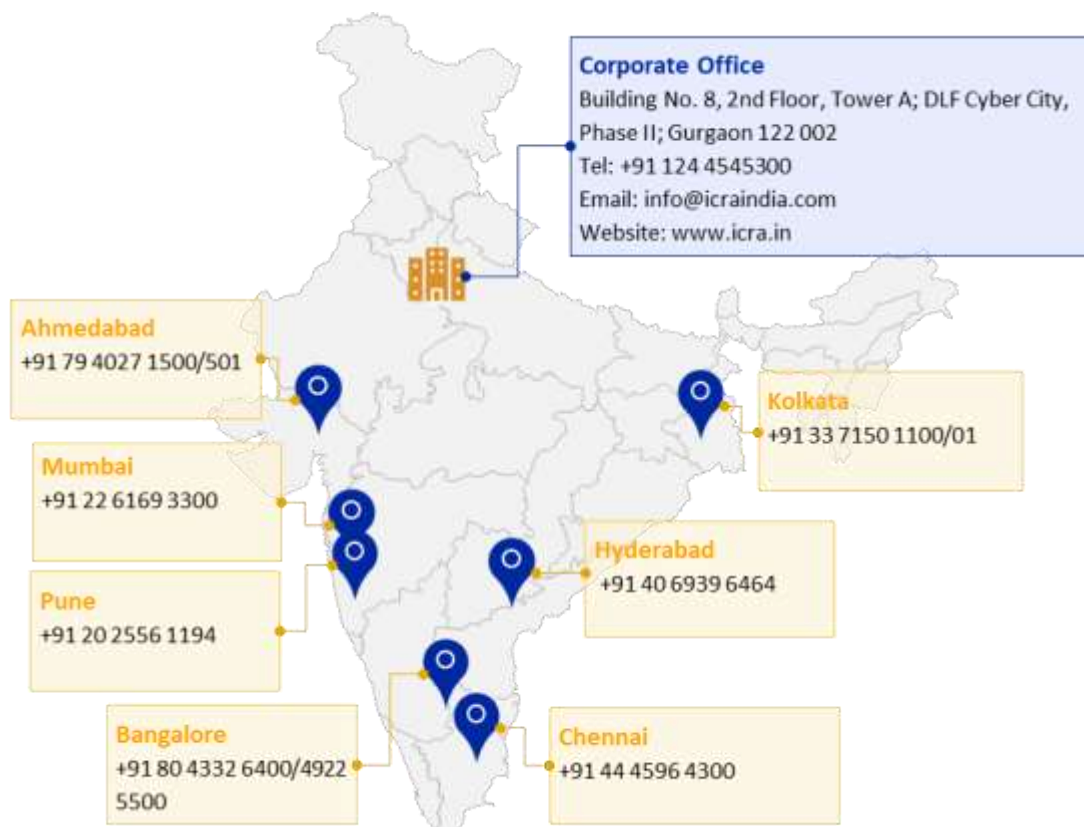 Corporate Office
Building No. 8, 2nd Floor, Tower A; DLF Cyber City,
Phase II; Gurgaon 122 002
Tel: +91 124 4545300
Email: info@icraindia.com
Website: www.icra.in
Ahmedabad
+91 79 4027 1500/501
Kolkata
+91 33 7150 1100/01
Mumbai
+91 22 6169 3300
Hyderabad
+91 40 6939 6464
Pune
+91 20 2556 1194
Bangalore
+91 80 4332 6400/4922
5500
Chennai
+91 44 4596 4300